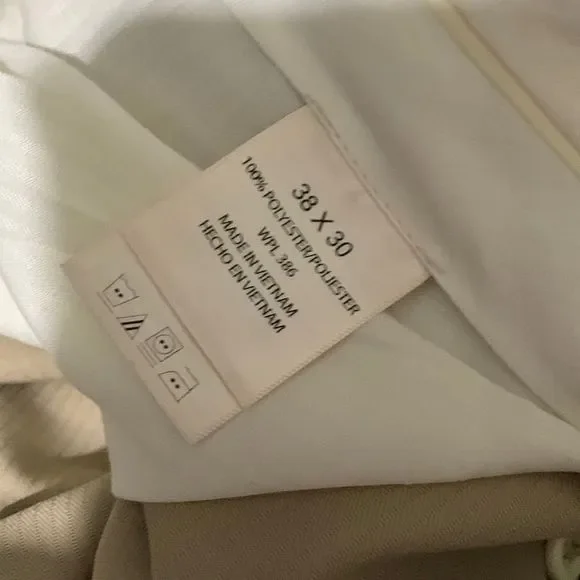 38 X 30
100% POLYESTER/POLIESTER
WPL 386
MADE IN VIETNAM
HECHO EN VIETNAM